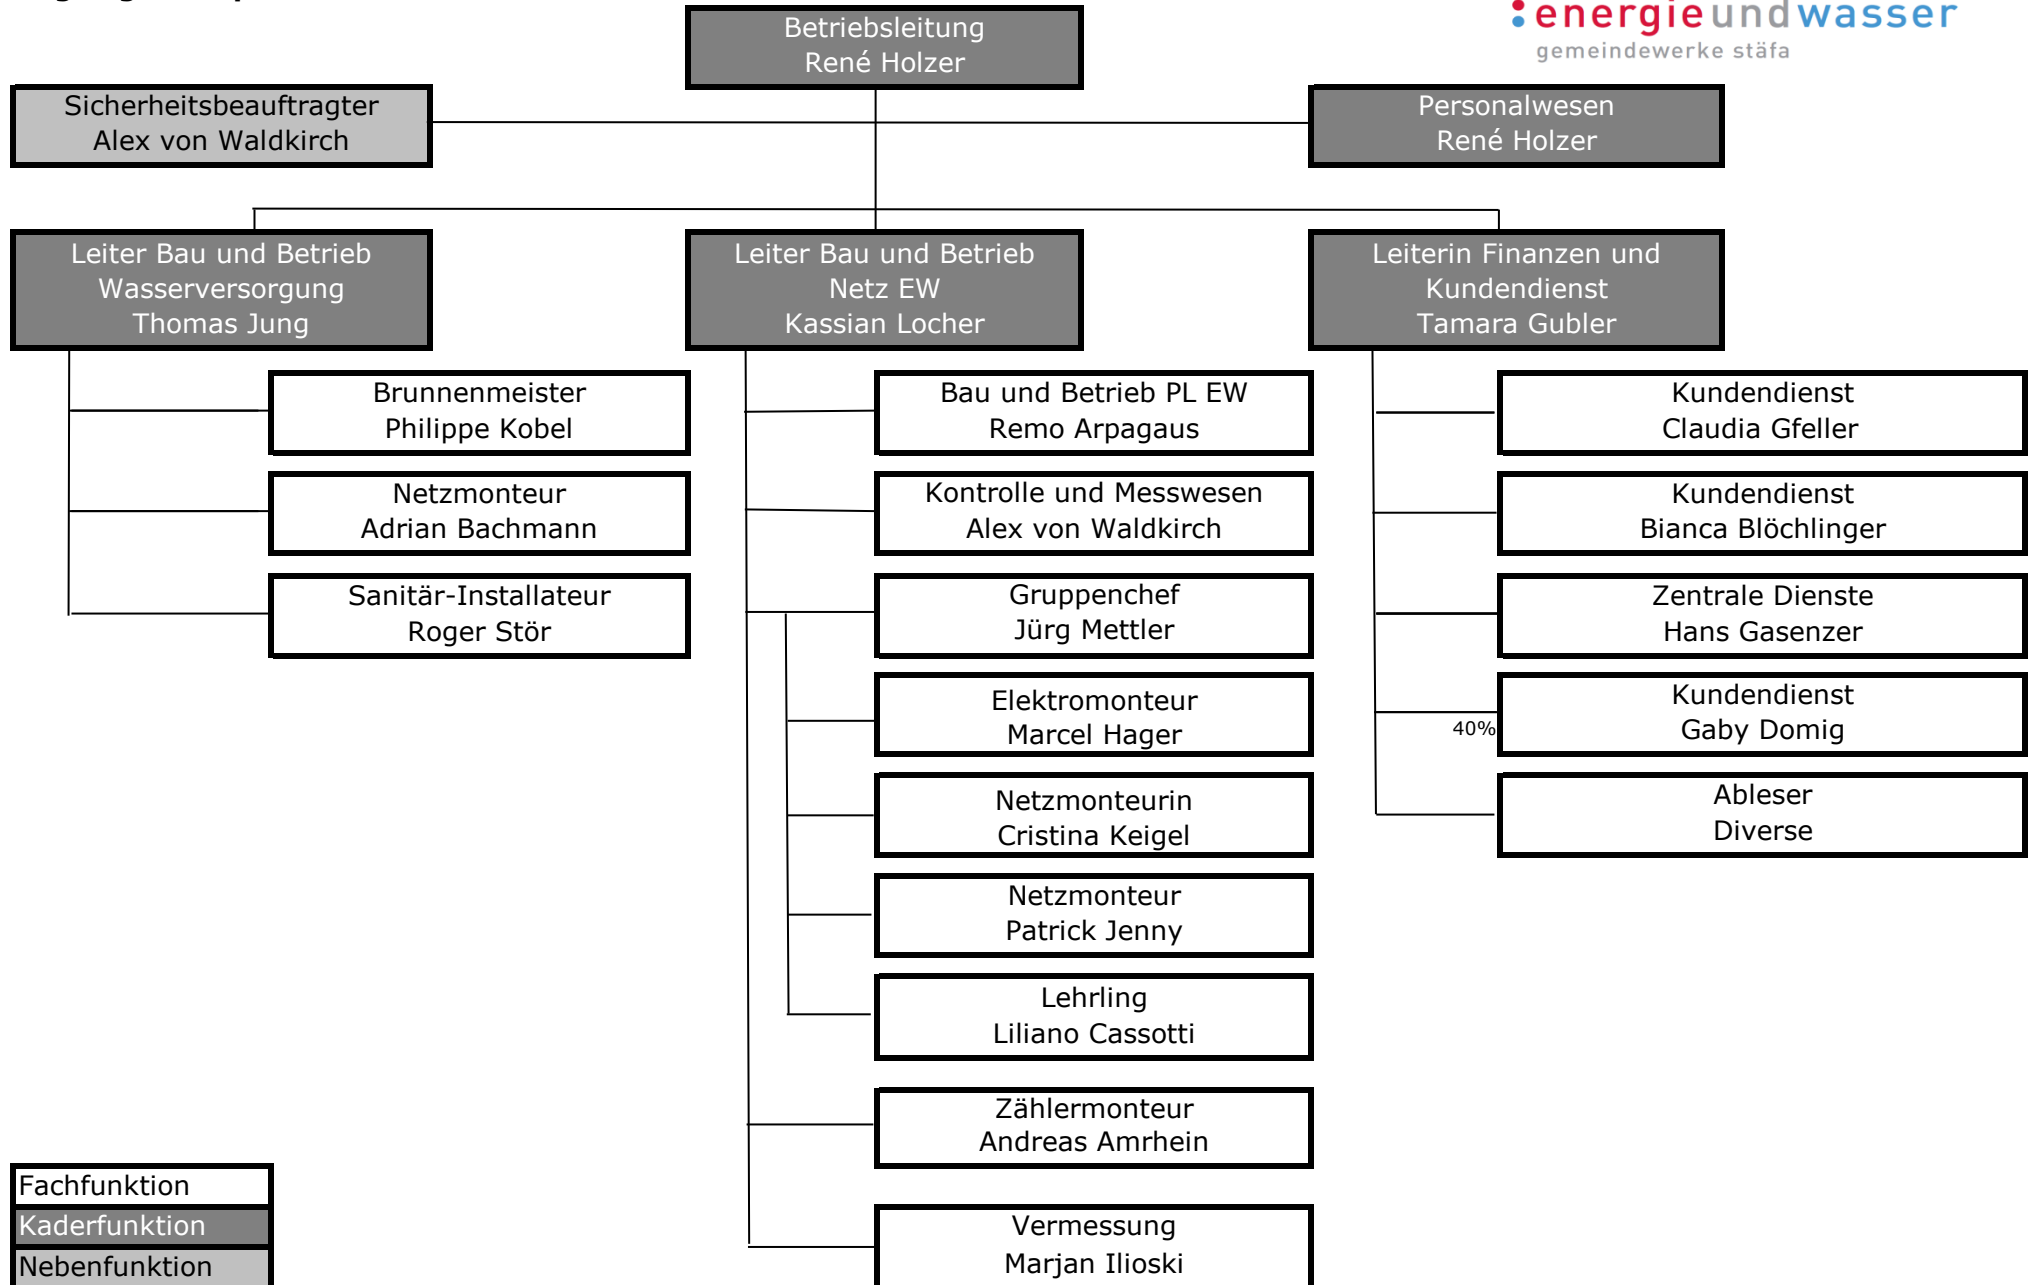 :energieundwasser
gemeindewerke stäfa
Betriebsleitung
René Holzer
Sicherheitsbeauftragter
Alex von Waldkirch
Personalwesen
René Holzer
Leiter Bau und Betrieb
Wasserversorgung
Thomas Jung
Leiter Bau und Betrieb
Netz EW
Kassian Locher
Leiterin Finanzen und
Kundendienst
Tamara Gubler
Brunnenmeister
Philippe Kobel
Netzmonteur
Adrian Bachmann
Sanitär-Installateur
Roger Stör
Bau und Betrieb PL EW
Remo Arpagaus
Kontrolle und Messwesen
Alex von Waldkirch
Gruppenchef
Jürg Mettler
Elektromonteur
Marcel Hager
Netzmonteurin
Cristina Keigel
Netzmonteur
Patrick Jenny
Lehrling
Liliano Cassotti
Zählermonteur
Andreas Amrhein
Vermessung
Marjan Ilioski
Kundendienst
Claudia Gfeller
Kundendienst
Bianca Blöchlinger
Zentrale Dienste
Hans Gasenzer
40%
Kundendienst
Gaby Domig
Ableser
Diverse
Fachfunktion
Kaderfunktion
Nebenfunktion